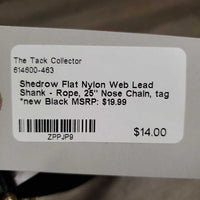 The Tack Collector
614600-463
Shedrow Flat Nylon Web Lead
Shank - Rope, 25" Nose Chain, tag
*new Black MSRP: $19.99
ZPPJP9
$14.00